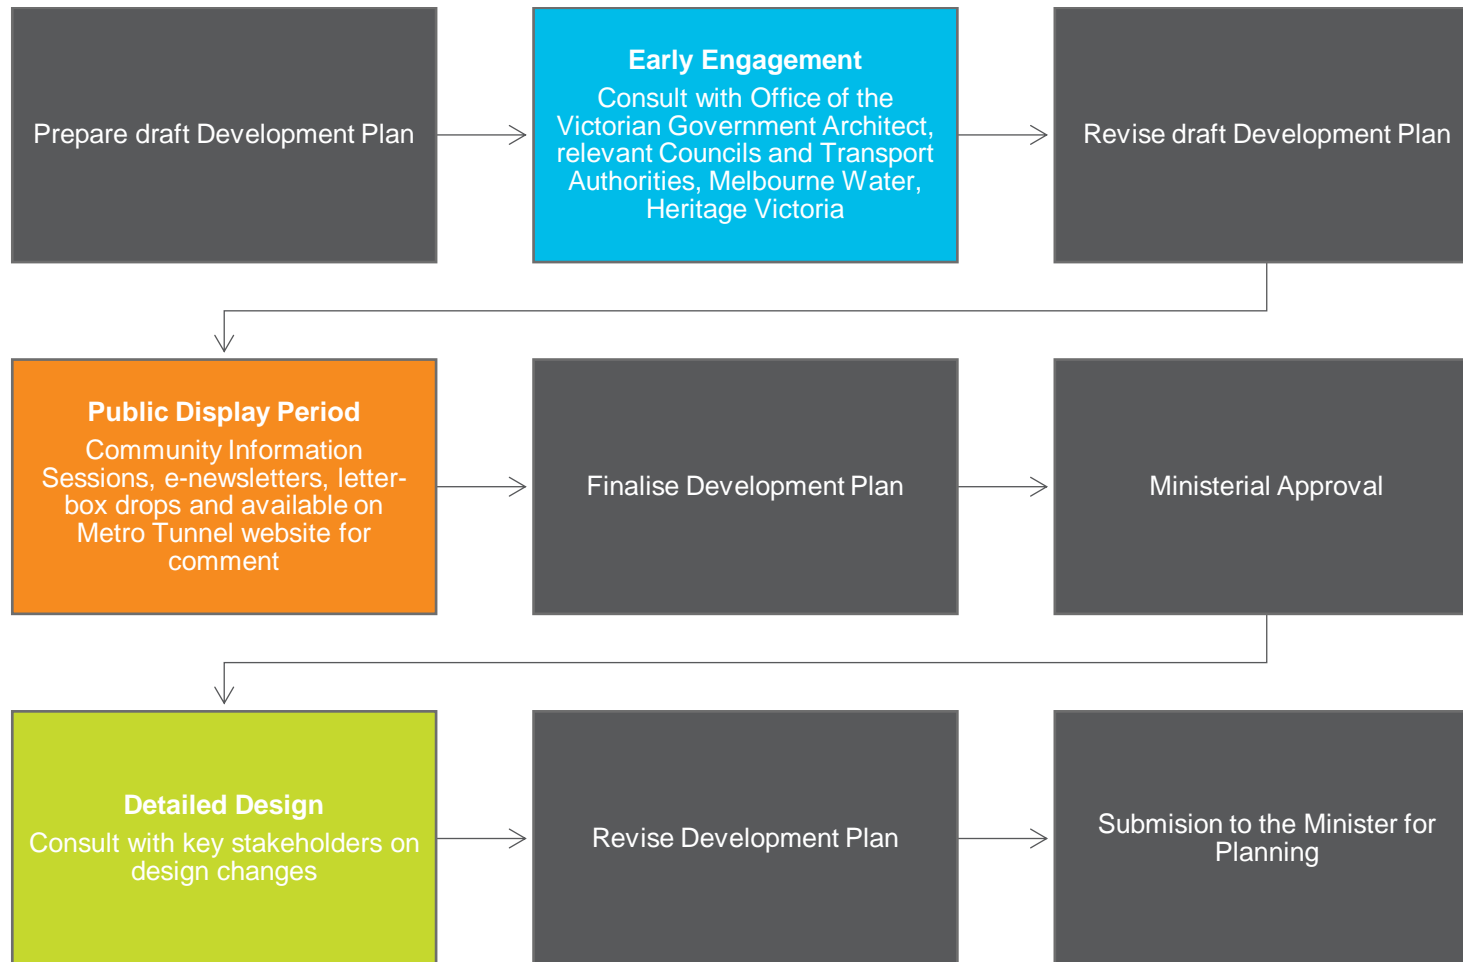 Prepare draft Development Plan
Early Engagement
Consult with Office of the
Victorian Government Architect,
relevant Councils and Transport
Authorities, Melbourne Water,
Heritage Victoria
Revise draft Development Plan
Public Display Period
Community Information
Sessions, e-newsletters, letter-
box drops and available on
Metro Tunnel website for
comment
Finalise Development Plan
Ministerial Approval
Detailed Design
Consult with key stakeholders on
design changes
Revise Development Plan
Submision to the Minister for
Planning